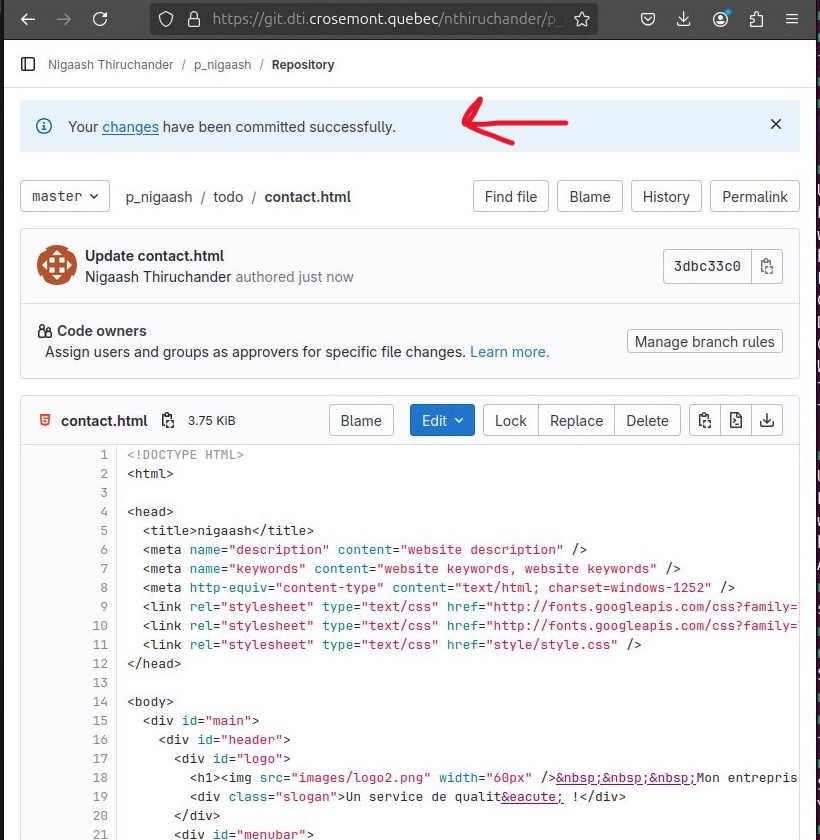 https://git.dti.crosemont.quebec/nthiruchander/p_
Nigaash Thiruchander / p_nigaash / Repository
Your changes have been committed successfully.
master p_nigaash / todo / contact.html Find file Blame History Permalink
Update contact.html
Nigaash Thiruchander authored just now
3dbc33c0
Code owners
Assign users and groups as approvers for specific file changes. Learn more.
Manage branch rules
contact.html 3.75 KiB Blame Edit Lock Replace Delete
1 <!DOCTYPE HTML>
2 <html>
3
4 <head>
5 <title>nigaash</title>
6 <meta name="description" content="website description" />
7 <meta name="keywords" content="website keywords, website keywords" />
8 <meta http-equiv="content-type" content="text/html; charset=windows-1252" />
9 <link rel="stylesheet" type="text/css" href="http://fonts.googleapis.com/css?family=
10 <link rel="stylesheet" type="text/css" href="http://fonts.googleapis.com/css?family=
11 <link rel="stylesheet" type="text/css" href="style/style.css" />
12 </head>
13
14 <body>
15 <div id="main">
16 <div id="header">
17 <div id="logo">
18 <h1><img src="images/logo2.png" width="60px" />&nbsp;&nbsp;&nbsp;Mon entrepris
19 <div class="slogan">Un service de qualit&eacute; !</div>
20 </div>
21 <div id="menubar">